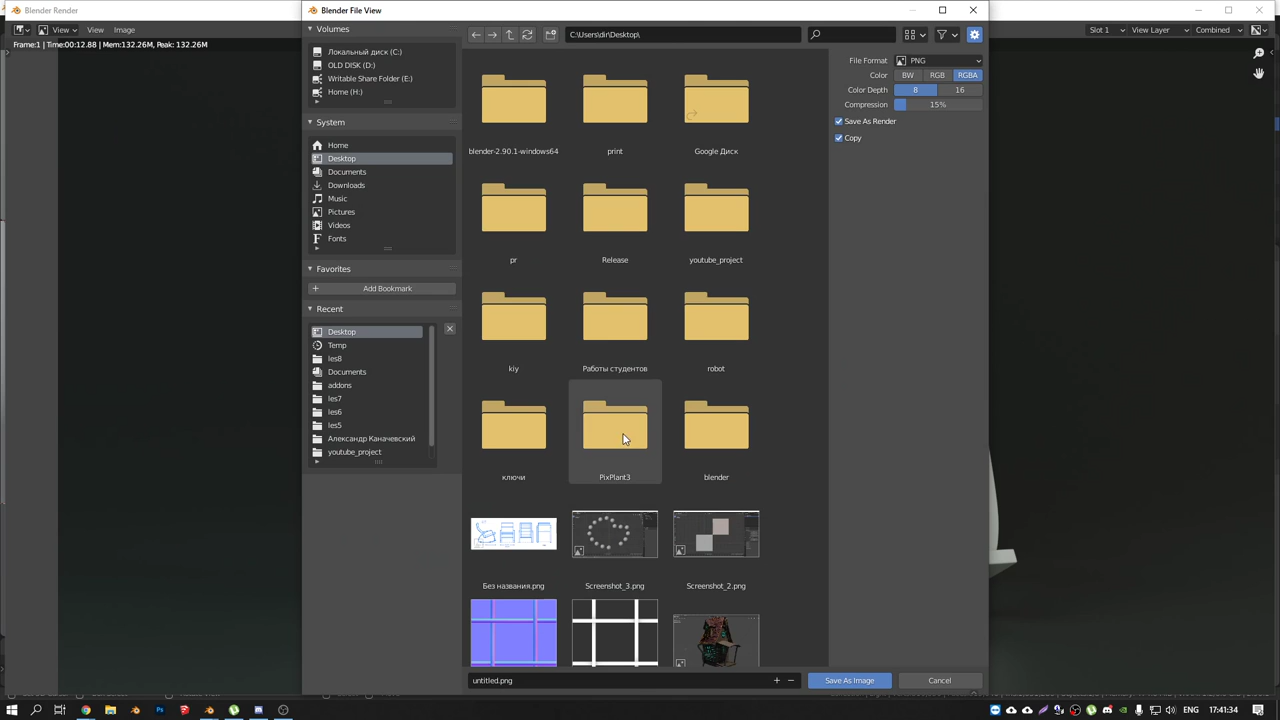 Blender Render
Blender File View
View
View
Image
Slot 1
View Layer
Combined
Frame:1 | Time:00:12.88 | Mem:132.26M, Peak: 132.26M
Volumes
Локальный диск (C:)
OLD DISK (D:)
Writable Share Folder (E:)
Home (H:)
System
Home
Desktop
Documents
Downloads
Music
Pictures
Videos
Fonts
Favorites
Add Bookmark
Recent
Desktop
Temp
les8
Documents
addons
les7
les6
les5
Александр Каначевский
youtube_project
C:\Users\dir\Desktop\
blender-2.90.1-windows64
print
Google Диск
pr
Release
youtube_project
kiy
Работы студентов
robot
ключи
PixPlant3
blender
Без названия.png
Screenshot_3.png
Screenshot_2.png
untitled.png
Save As Image
Cancel
File Format
PNG
Color
BW
RGB
RGBA
Color Depth
8
16
Compression
15%
Save As Render
Copy
ENG
17:41:34